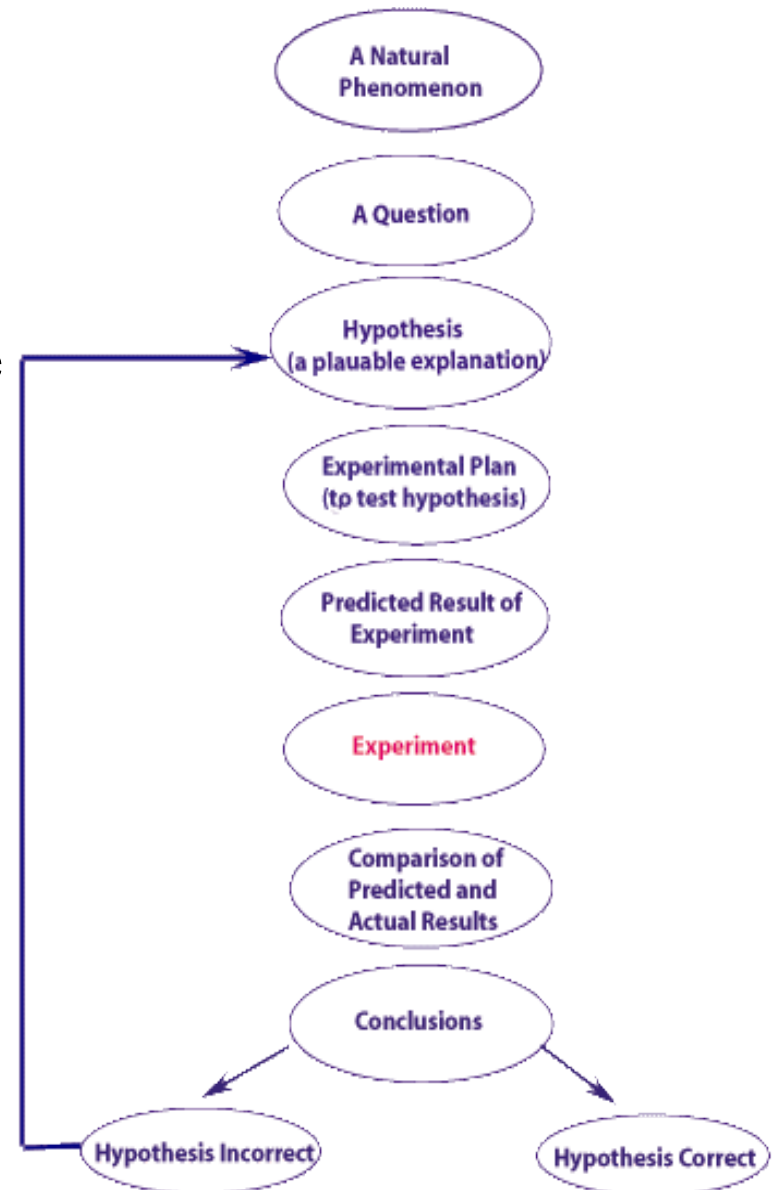 A Natural
Phenomenon
A Question
Hypothesis
(a plauable explanation)
Experimental Plan
(to test hypothesis)
Predicted Result of
Experiment
Experiment
Comparison of
Predicted and
Actual Results
Conclusions
Hypothesis Incorrect
Hypothesis Correct